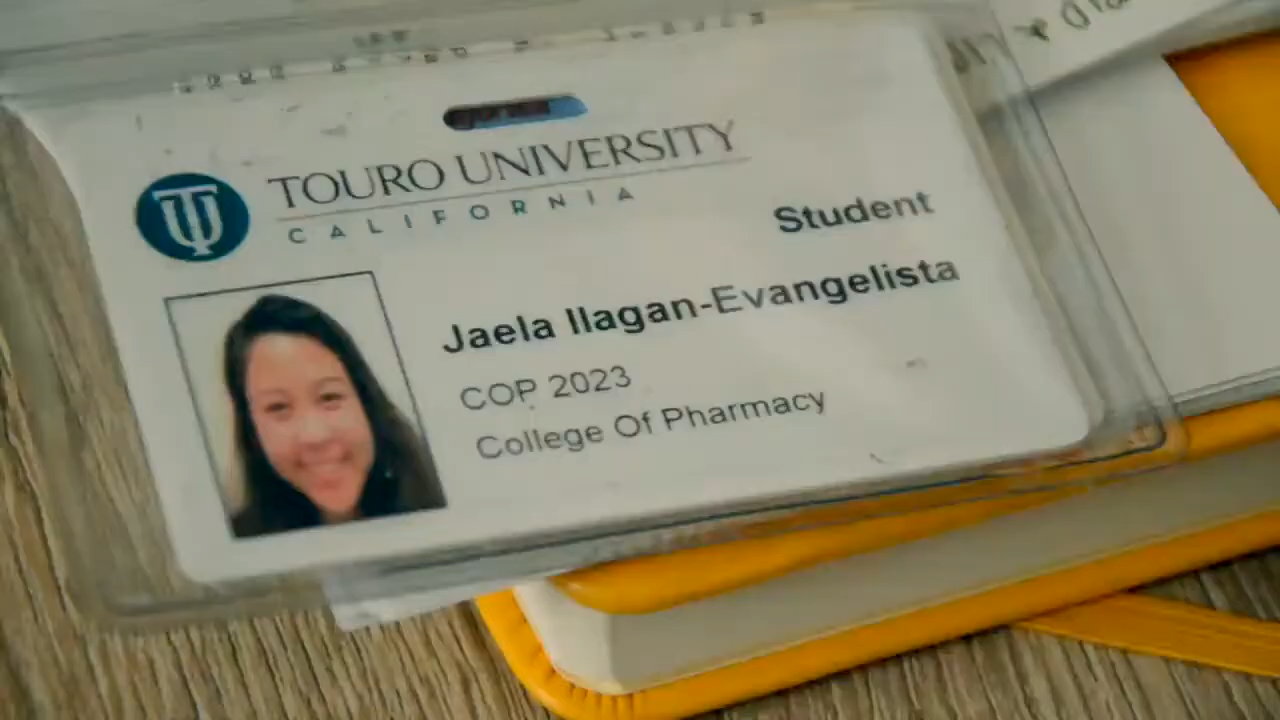 TOURO UNIVERSITY
CALIFORNIA
Student
Jaela Ilagan-Evangelista
COP 2023
College Of Pharmacy